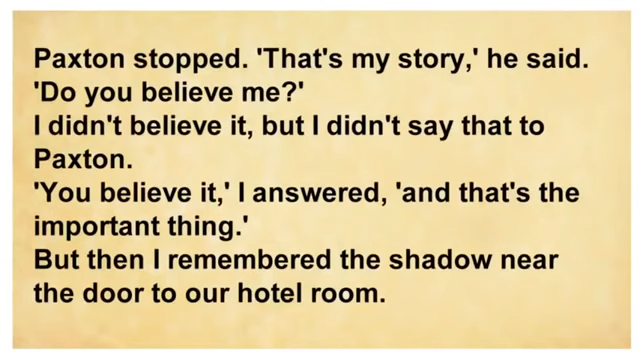 Paxton stopped. 'That's my story,' he said.
'Do you believe me?'
I didn't believe it, but I didn't say that to
Paxton.
'You believe it,' I answered, 'and that's the
important thing.'
But then I remembered the shadow near
the door to our hotel room.